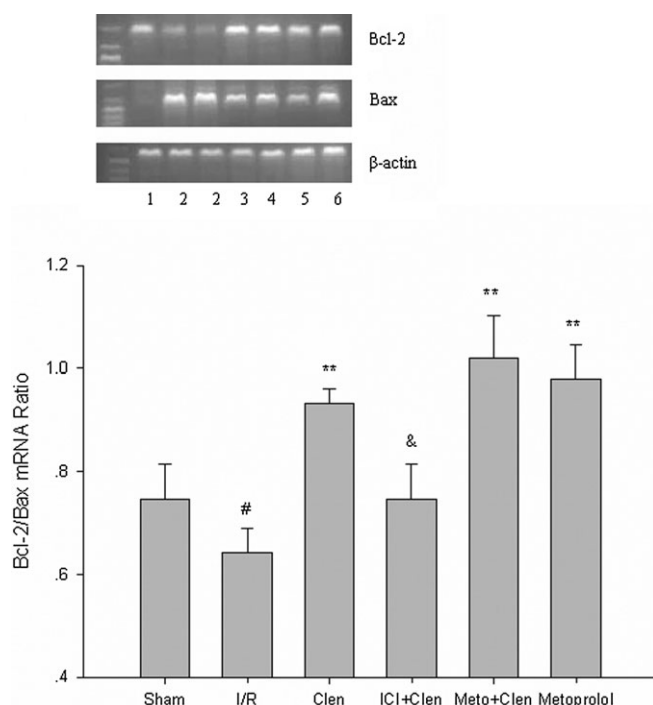 Bcl-2
Bax
β-actin
1 2 2 3 4 5 6
Bcl-2/Bax mRNA Ratio
1.2
1.0
.8
.6
.4
**
**
**
&
#
Sham I/R Clen ICI+Clen Meto+Clen Metoprolol